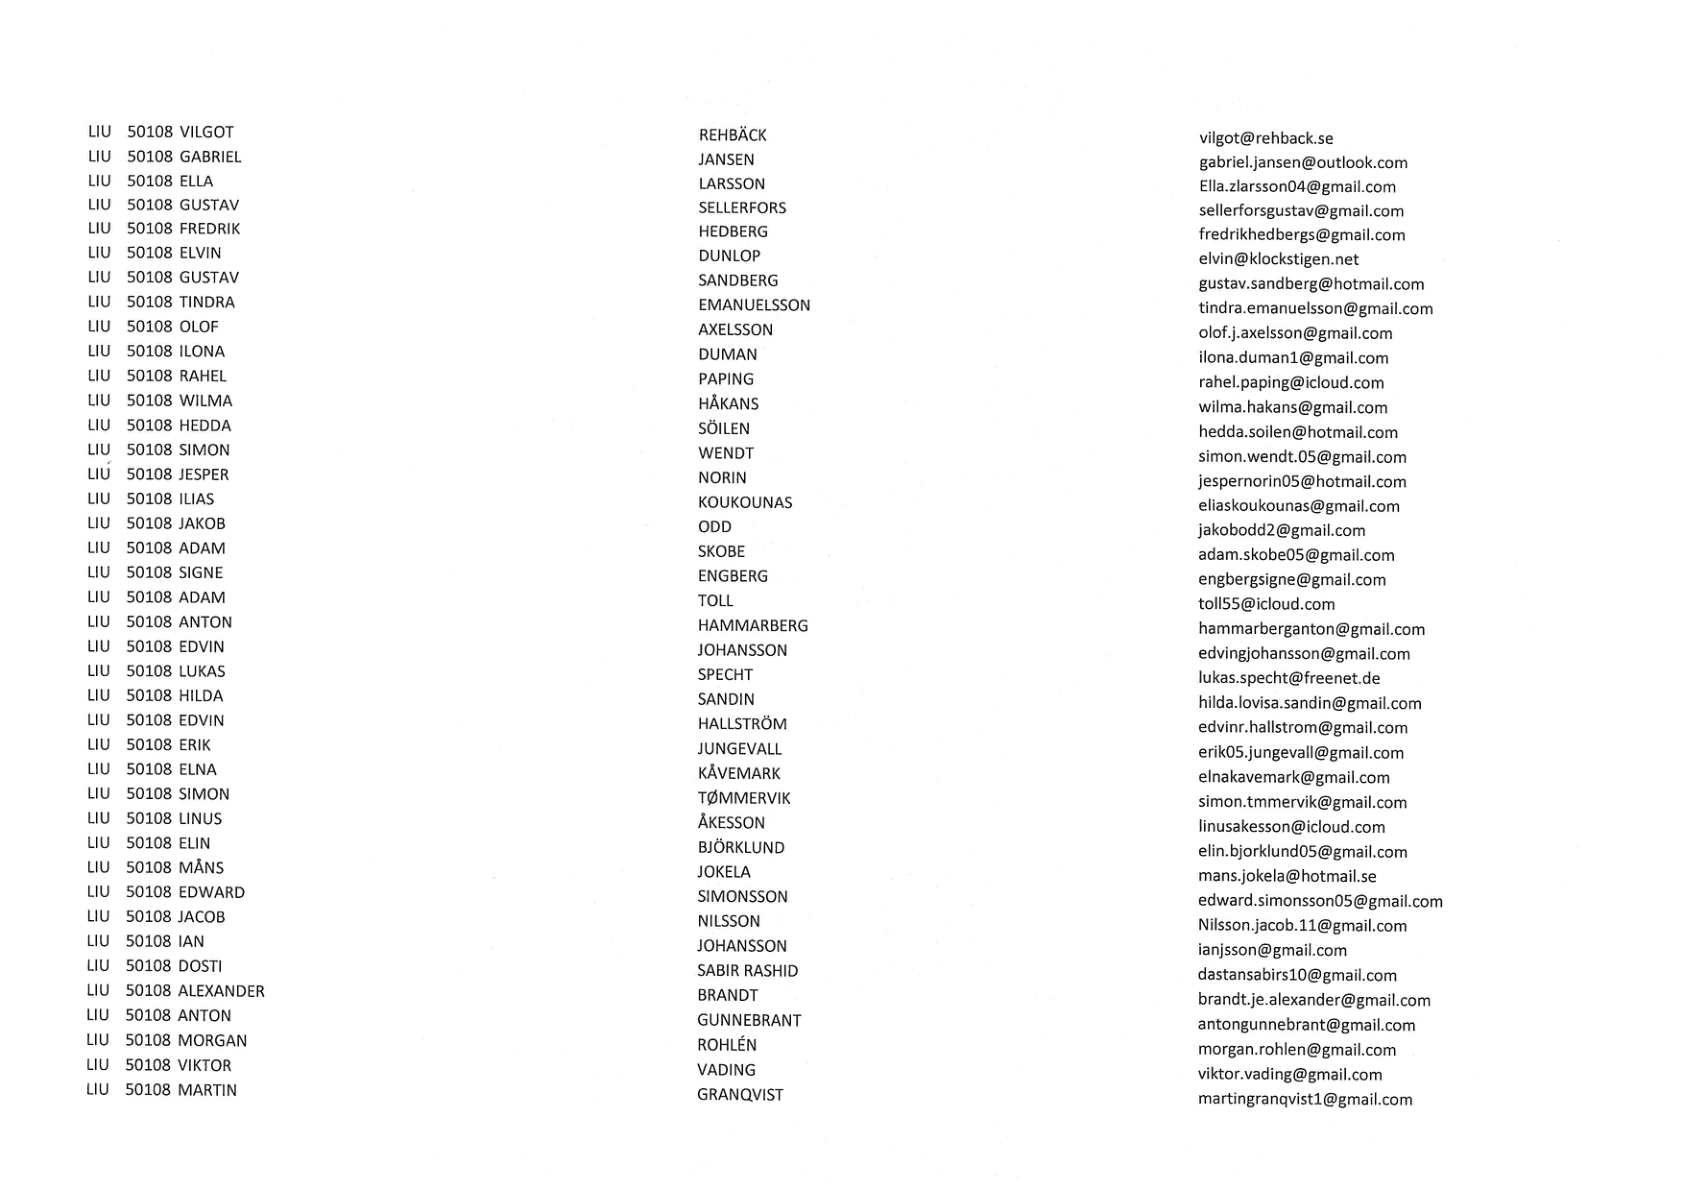 LIU 50108 VILGOT REHBÄCK vilgot@rehback.se
LIU 50108 GABRIEL JANSEN gabriel.jansen@outlook.com
LIU 50108 ELLA LARSSON Ella.zlarsson04@gmail.com
LIU 50108 GUSTAV SELLERFORS sellerforsgustav@gmail.com
LIU 50108 FREDRIK HEDBERG fredrikhedbergs@gmail.com
LIU 50108 ELVIN DUNLOP elvin@klockstigen.net
LIU 50108 GUSTAV SANDBERG gustav.sandberg@hotmail.com
LIU 50108 TINDRA EMANUELSSON tindra.emanuelsson@gmail.com
LIU 50108 OLOF AXELSSON olof.j.axelsson@gmail.com
LIU 50108 ILONA DUMAN ilona.duman1@gmail.com
LIU 50108 RAHEL PAPING rahel.paping@icloud.com
LIU 50108 WILMA HÅKANS wilma.hakans@gmail.com
LIU 50108 HEDDA SÖILEN hedda.soilen@hotmail.com
LIU 50108 SIMON WENDT simon.wendt.05@gmail.com
LIU 50108 JESPER NORIN jespernorin05@hotmail.com
LIU 50108 ILIAS KOUKOUNAS eliaskoukounas@gmail.com
LIU 50108 JAKOB ODD jakobodd2@gmail.com
LIU 50108 ADAM SKOBE adam.skobe05@gmail.com
LIU 50108 SIGNE ENGBERG engbergsigne@gmail.com
LIU 50108 ADAM TOLL toll55@icloud.com
LIU 50108 ANTON HAMMARBERG hammarberganton@gmail.com
LIU 50108 EDVIN JOHANSSON edvingjohansson@gmail.com
LIU 50108 LUKAS SPECHT lukas.specht@freenet.de
LIU 50108 HILDA SANDIN hilda.lovisa.sandin@gmail.com
LIU 50108 EDVIN HALLSTRÖM edvinr.hallstrom@gmail.com
LIU 50108 ERIK JUNGEVALL erik05.jungevall@gmail.com
LIU 50108 ELNA KÅVEMARK elnakavemark@gmail.com
LIU 50108 SIMON TØMMERVIK simon.tmmervik@gmail.com
LIU 50108 LINUS ÅKESSON linusakesson@icloud.com
LIU 50108 ELIN BJÖRKLUND elin.bjorklund05@gmail.com
LIU 50108 MÅNS JOKELA mans.jokela@hotmail.se
LIU 50108 EDWARD SIMONSSON edward.simonsson05@gmail.com
LIU 50108 JACOB NILSSON Nilsson.jacob.11@gmail.com
LIU 50108 IAN JOHANSSON ianjsson@gmail.com
LIU 50108 DOSTI SABIR RASHID dastansabirs10@gmail.com
LIU 50108 ALEXANDER BRANDT brandt.je.alexander@gmail.com
LIU 50108 ANTON GUNNEBRANT antongunnebrant@gmail.com
LIU 50108 MORGAN ROHLÉN morgan.rohlen@gmail.com
LIU 50108 VIKTOR VADING viktor.vading@gmail.com
LIU 50108 MARTIN GRANQVIST martingranqvist1@gmail.com